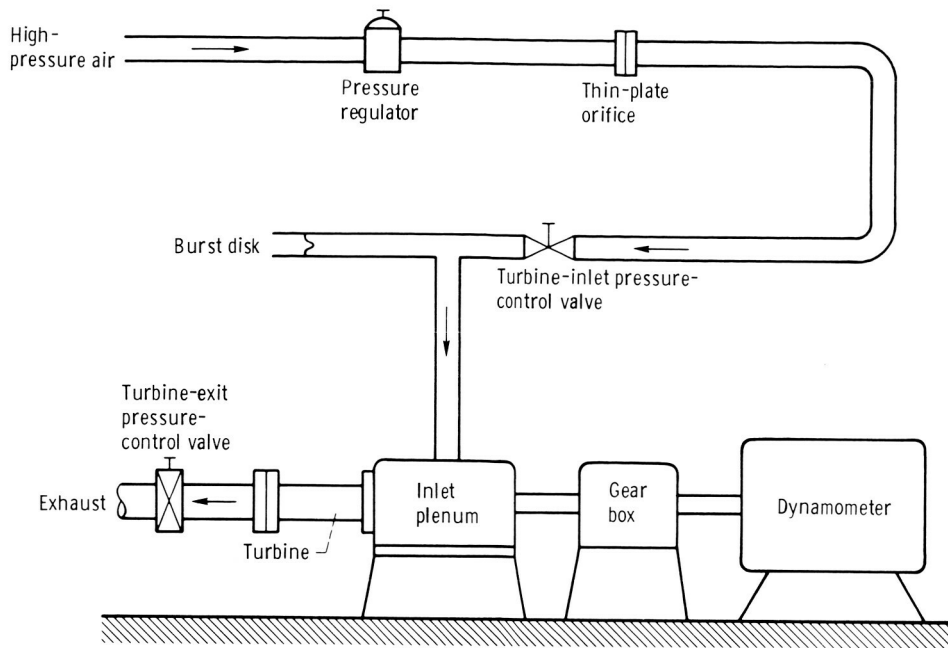 High-
pressure air
Pressure
regulator
Thin-plate
orifice
Burst disk
Turbine-inlet pressure-
control valve
Turbine-exit
pressure-
control valve
Exhaust
Turbine
Inlet
plenum
Gear
box
Dynamometer